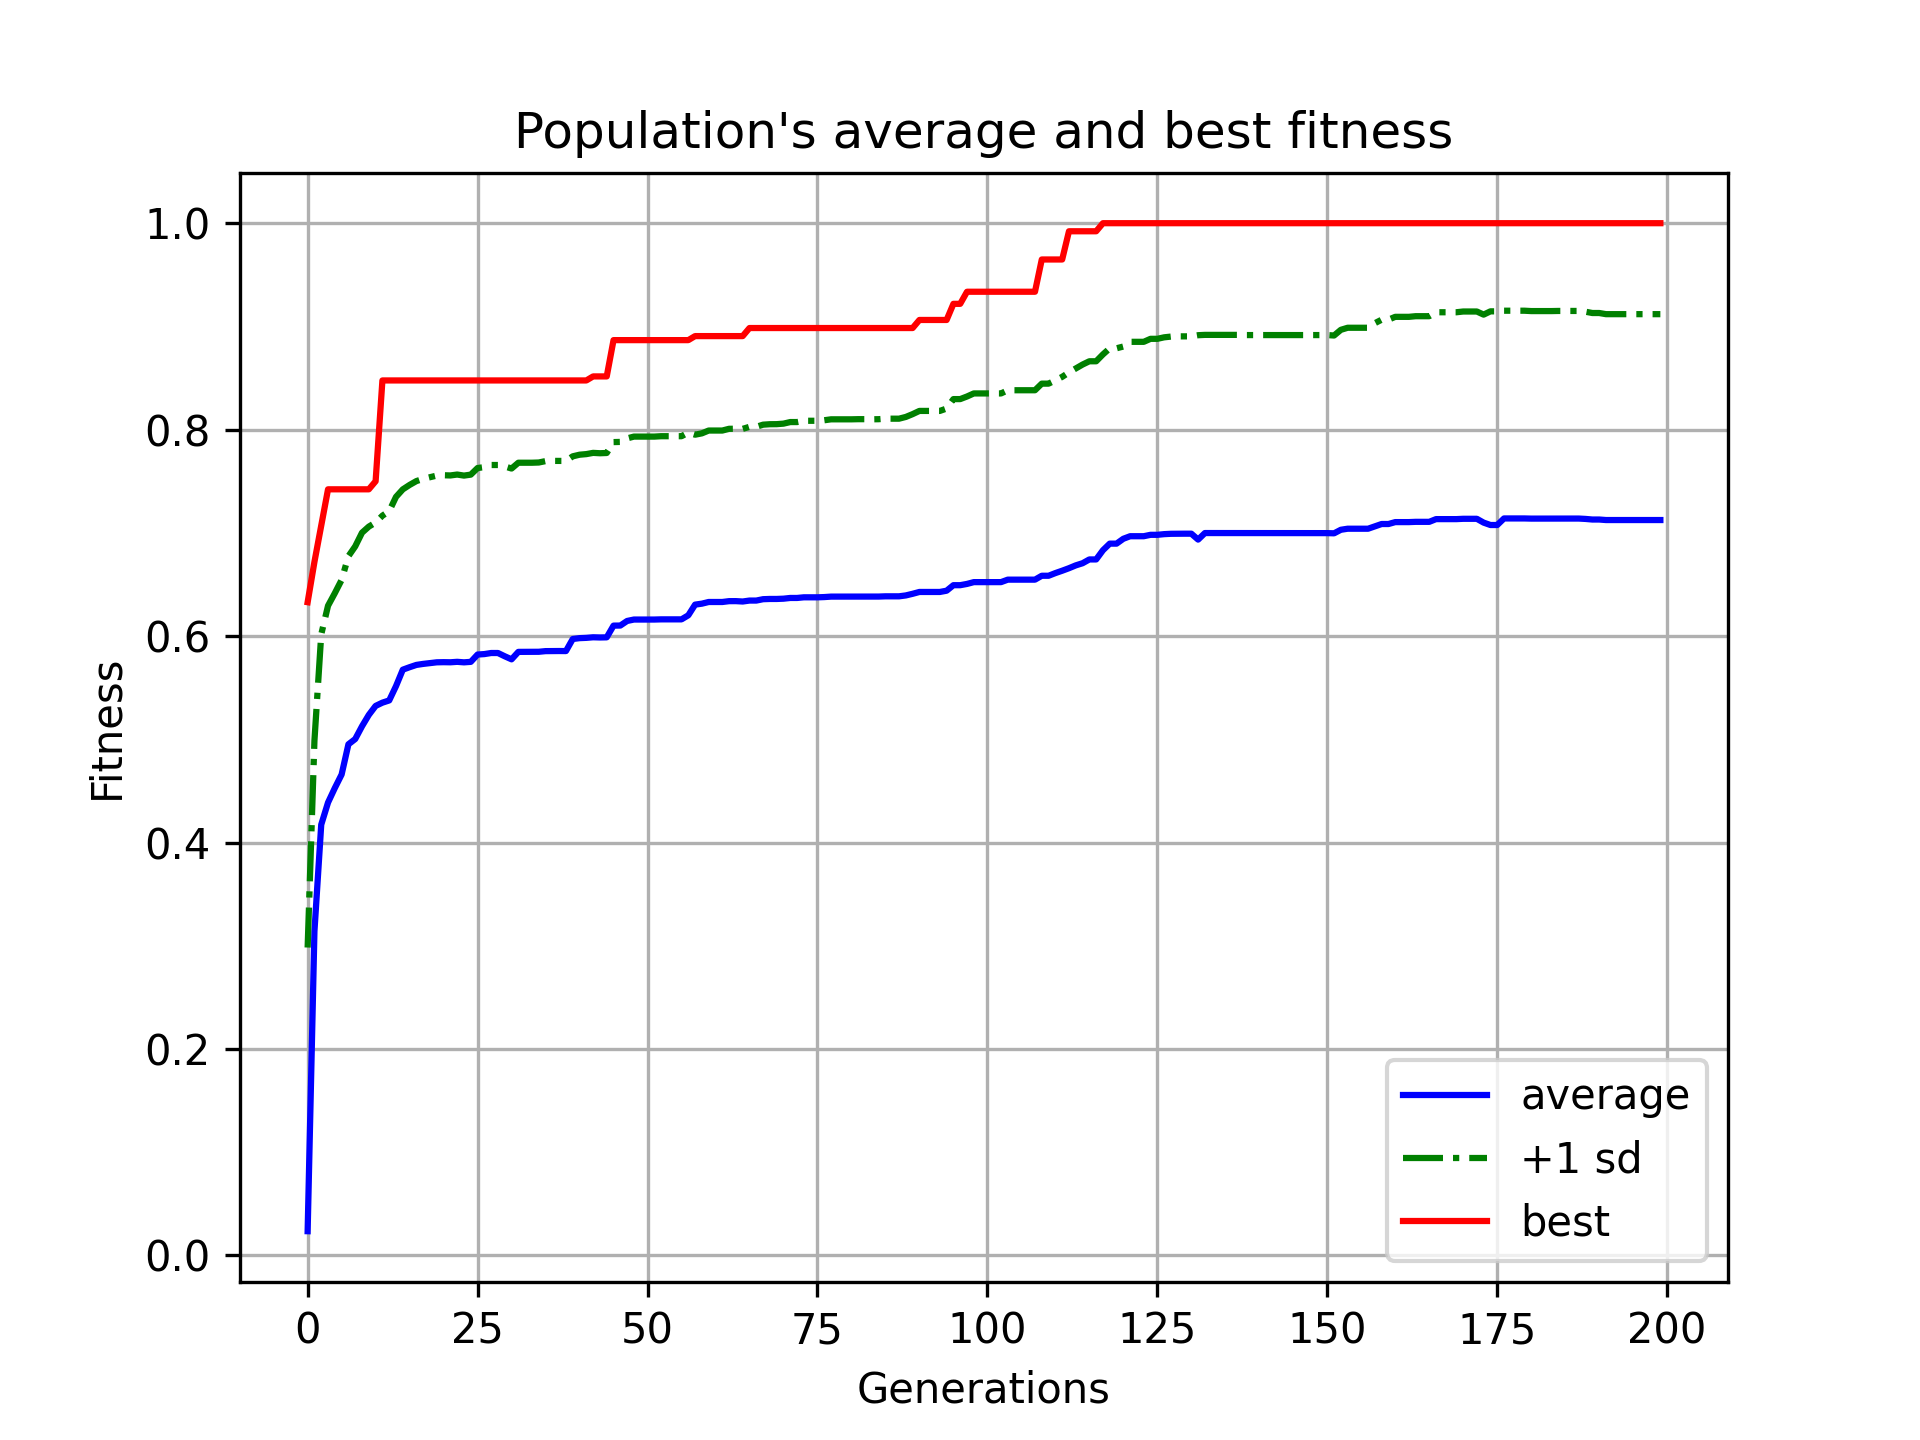 Population's average and best fitness
Fitness
1.0
0.8
0.6
0.4
0.2
0.0
0 25 50 75 100 125 150 175 200
Generations
average
+1 sd
best